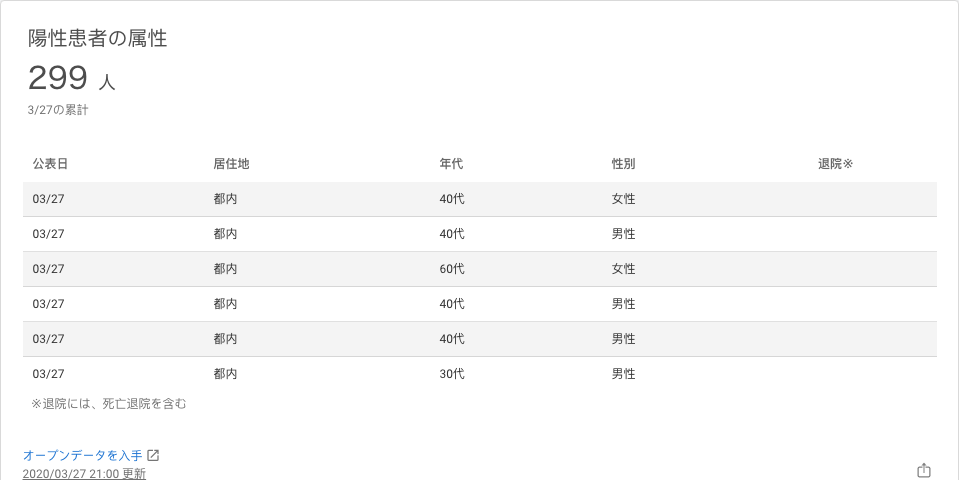 陽性患者の属性
299 人
3/27の累計
公表日 居住地 年代 性別 退院※
03/27 都内 40代 女性
03/27 都内 40代 男性
03/27 都内 60代 女性
03/27 都内 40代 男性
03/27 都内 40代 男性
03/27 都内 30代 男性
※退院には、死亡退院を含む
オープンデータを入手
2020/03/27 21:00 更新